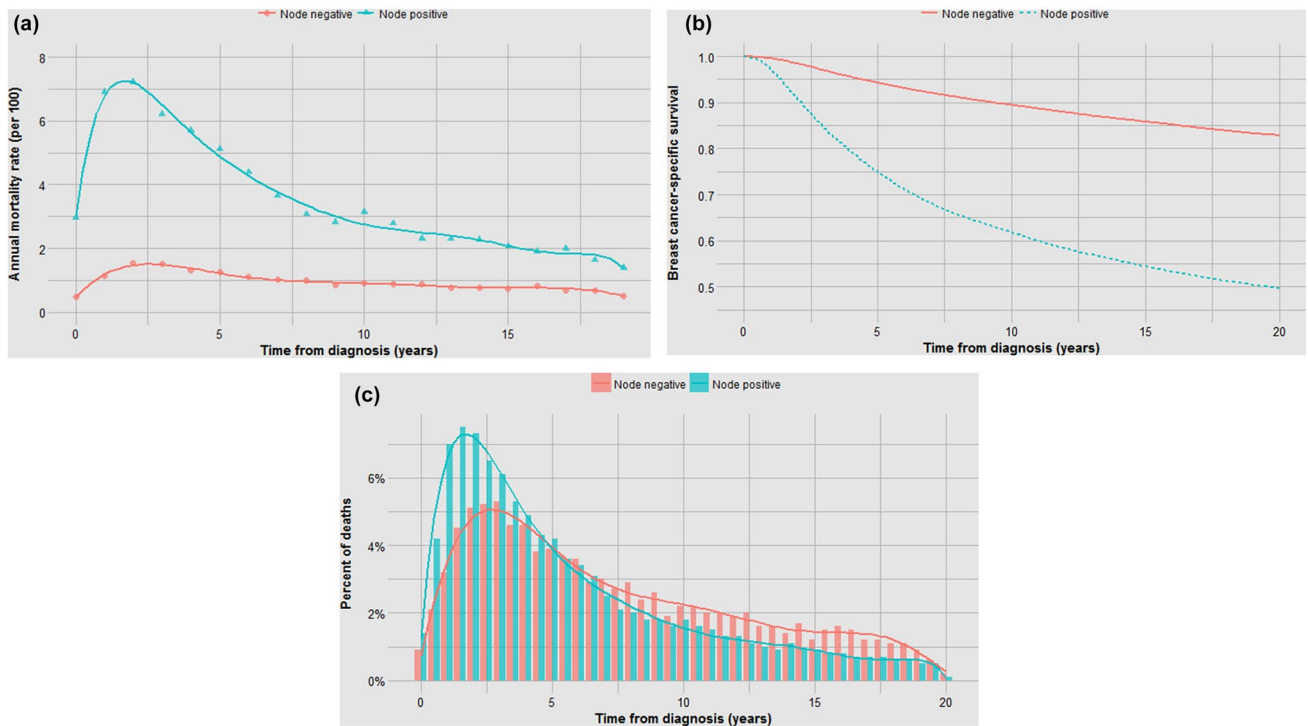 (a)
Node negative Node positive
Annual mortality rate (per 100)
8
6
4
2
0
0 5 10 15
Time from diagnosis (years)
(b)
Node negative Node positive
Breast cancer-specific survival
1.0
0.9
0.8
0.7
0.6
0.5
0 5 10 15 20
Time from diagnosis (years)
(c)
Node negative Node positive
Percent of deaths
6%
4%
2%
0%
0 5 10 15 20
Time from diagnosis (years)